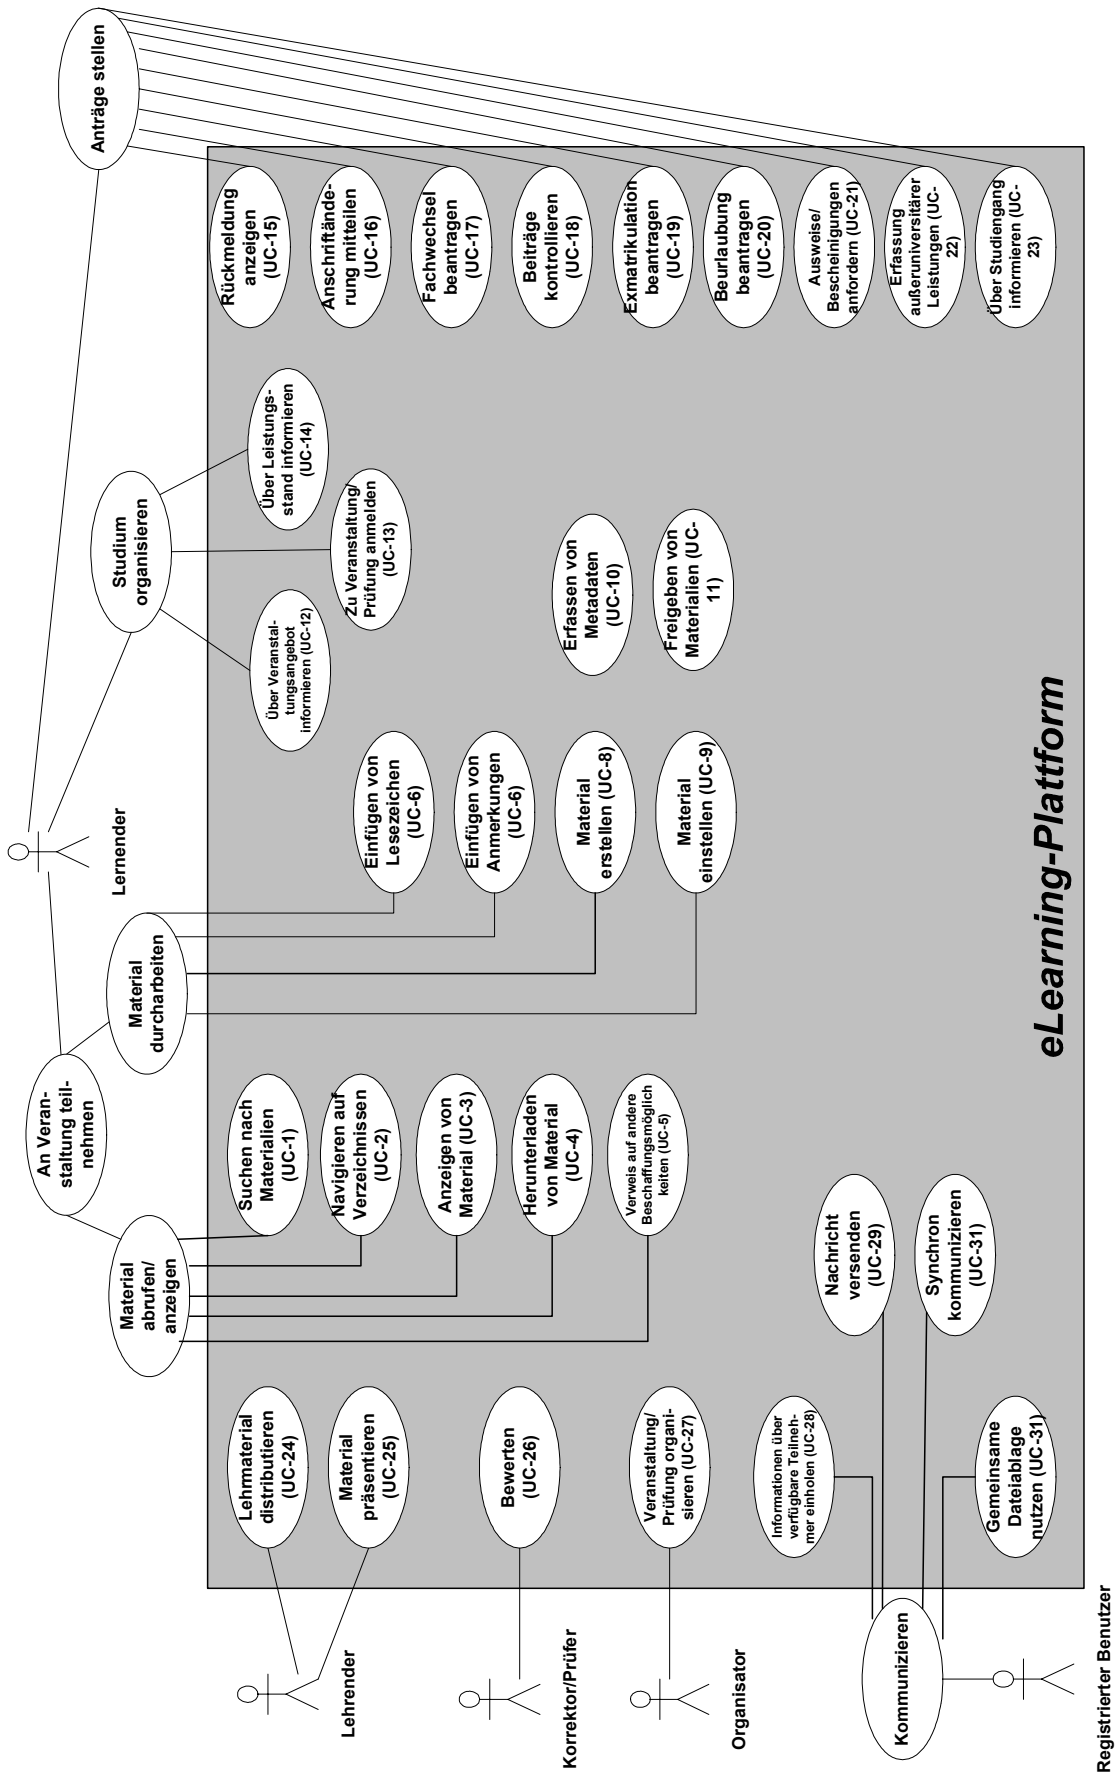 An Veran-
staltung teil-
nehmen
Lernender
Anträge stellen
Material
abrufen/
anzeigen
Material
durcharbeiten
Studium
organisieren
Lehrmaterial
distributieren
(UC-24)
Material
präsentieren
(UC-25)
Lehrender
Suchen nach
Materialien
(UC-1)
Navigieren auf
Verzeichnissen
(UC-2)
Anzeigen von
Material (UC-3)
Herunterladen
von Material
(UC-4)
Verweis auf andere
Beschaffungsmöglich
keiten (UC-5)
Einfügen von
Lesezeichen
(UC-6)
Einfügen von
Anmerkungen
(UC-6)
Material
erstellen (UC-8)
Material
einstellen (UC-9)
Über Veranstal-
tungsangebot
informieren (UC-12)
Zu Veranstaltung/
Prüfung anmelden
(UC-13)
Über Leistungs-
stand informieren
(UC-14)
Erfassen von
Metadaten
(UC-10)
Freigeben von
Materialien (UC-
11)
Rückmeldung
anzeigen
(UC-15)
Anschriftände-
rung mitteilen
(UC-16)
Fachwechsel
beantragen
(UC-17)
Beiträge
kontrollieren
(UC-18)
Exmatrikulation
beantragen
(UC-19)
Beurlaubung
beantragen
(UC-20)
Ausweise/
Bescheinigungen
anfordern (UC-21)
Erfassung
außeruniversitärer
Leistungen (UC-
22)
Über Studiengang
informieren (UC-
23)
Bewerten
(UC-26)
Korrektor/Prüfer
Veranstaltung/
Prüfung organi-
sieren (UC-27)
Organisator
Informationen über
verfügbare Teilneh-
mer einholen (UC-28)
Nachricht
versenden
(UC-29)
Synchron
kommunizieren
(UC-31)
Gemeinsame
Dateiablage
nutzen (UC-31)
Kommunizieren
Registrierter Benutzer
eLearning-Plattform